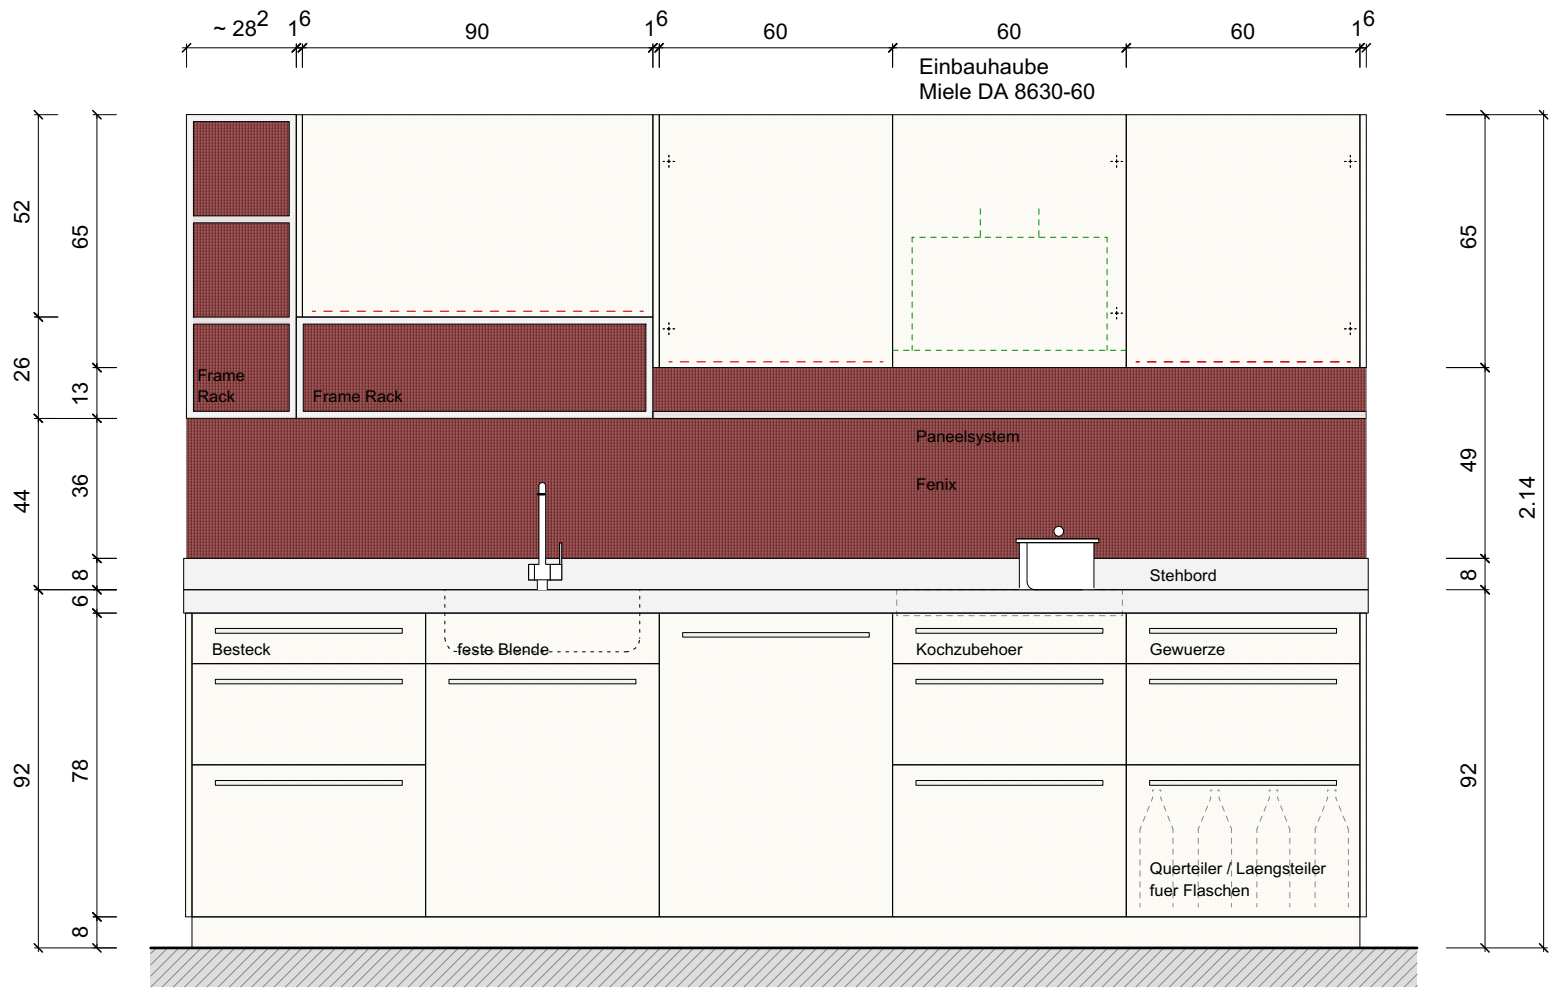 ~ 28² 1⁶ 90 1⁶ 60 60 60 1⁶
Einbauhaube
Miele DA 8630-60
52
65
65
26
13
Frame
Rack
Frame Rack
Paneelsystem
Fenix
44
36
49
2.14
8
Stehbord
8
6
Besteck
feste Blende
Kochzubehoer
Gewuerze
92
78
92
Querteiler / Laengsteiler
fuer Flaschen
8